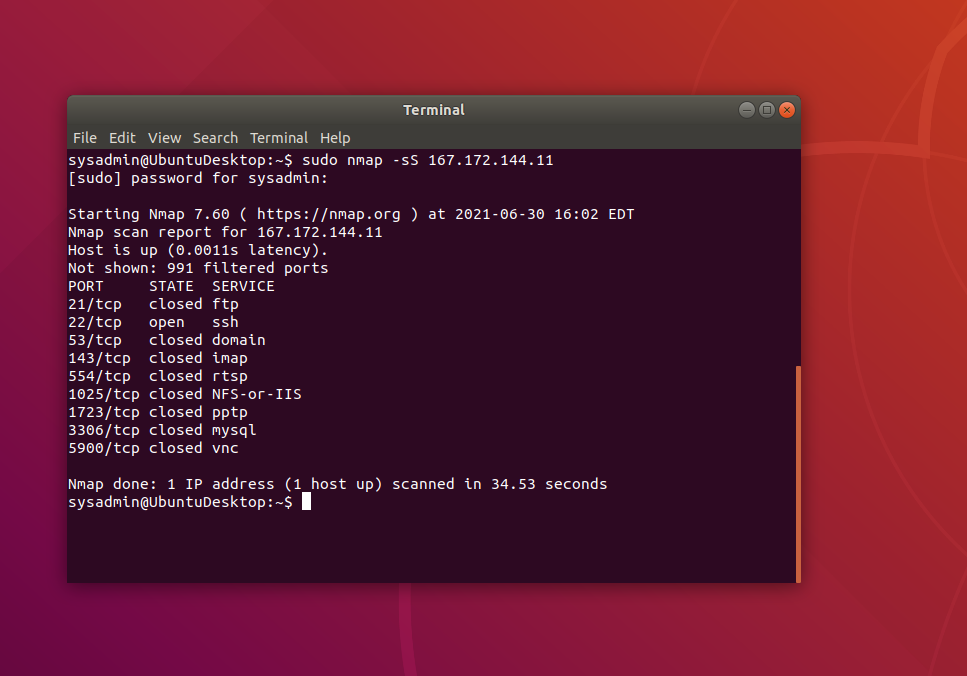 Terminal
File Edit View Search Terminal Help
sysadmin@UbuntuDesktop:~$ sudo nmap -sS 167.172.144.11
[sudo] password for sysadmin:
Starting Nmap 7.60 ( https://nmap.org ) at 2021-06-30 16:02 EDT
Nmap scan report for 167.172.144.11
Host is up (0.0011s latency).
Not shown: 991 filtered ports
PORT     STATE  SERVICE
21/tcp   closed ftp
22/tcp   open   ssh
53/tcp   closed domain
143/tcp  closed imap
554/tcp  closed rtsp
1025/tcp closed NFS-or-IIS
1723/tcp closed pptp
3306/tcp closed mysql
5900/tcp closed vnc
Nmap done: 1 IP address (1 host up) scanned in 34.53 seconds
sysadmin@UbuntuDesktop:~$